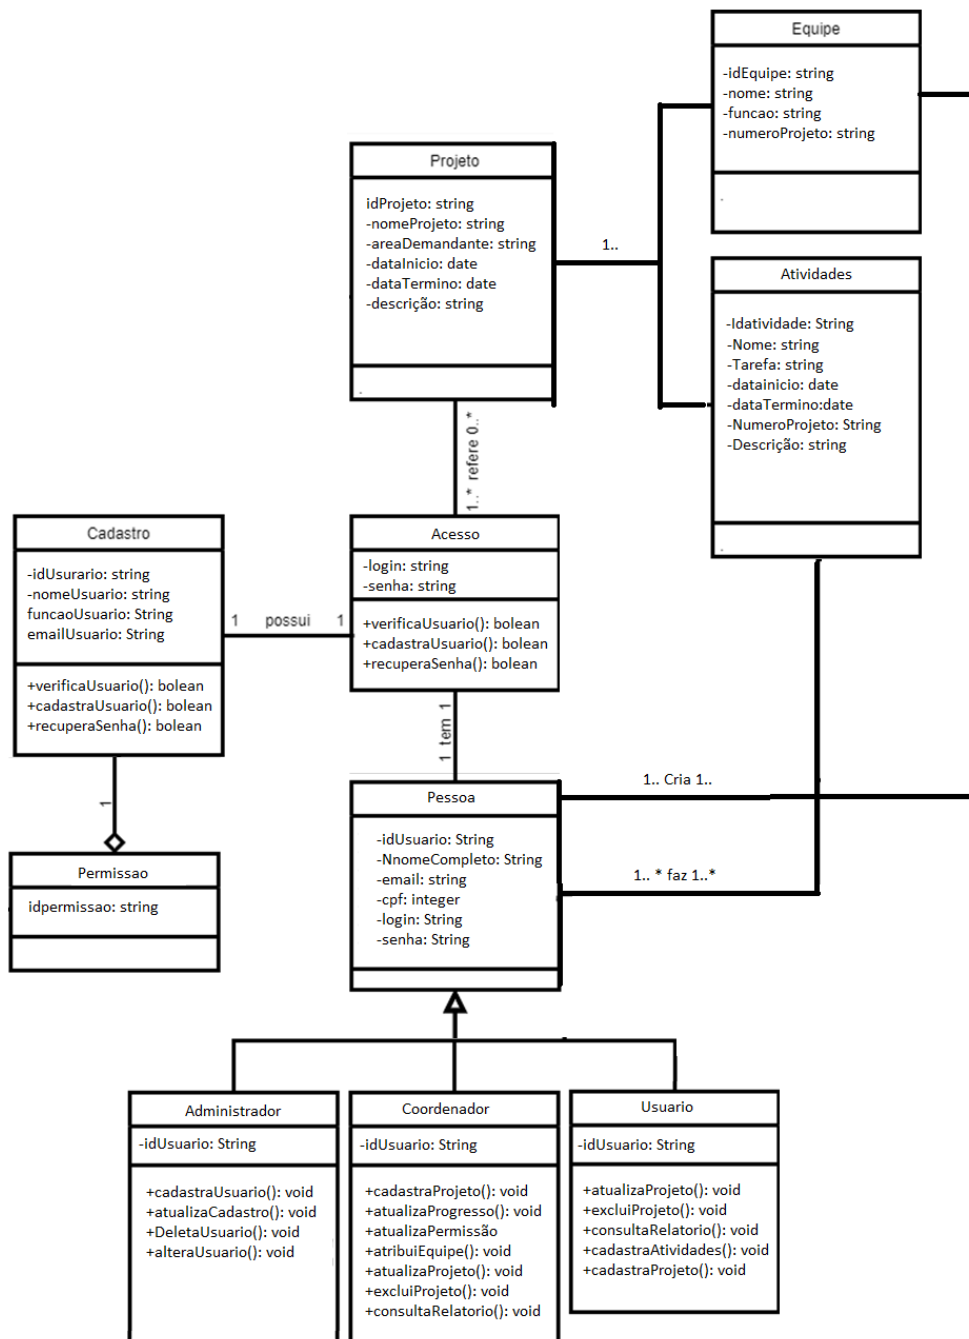 Equipe
-idEquipe: string
-nome: string
-funcao: string
-numeroProjeto: string
Projeto
idProjeto: string
-nomeProjeto: string
-areaDemandante: string
-dataInicio: date
-dataTermino: date
-descrição: string
1..
Atividades
-Idatividade: String
-Nome: string
-Tarefa: string
-datainicio: date
-dataTermino:date
-NumeroProjeto: String
-Descrição: string
1..* refere 0..*
Cadastro
-idUsurario: string
-nomeUsuario: string
funcaoUsuario: String
emailUsuario: String
+verificaUsuario(): bolean
+cadastraUsuario(): bolean
+recuperaSenha(): bolean
1 possui 1
Acesso
-login: string
-senha: string
+verificaUsuario(): bolean
+cadastraUsuario(): bolean
+recuperaSenha(): bolean
1 tem 1
1
Permissao
idpermissao: string
Pessoa
-idUsuario: String
-NnomeCompleto: String
-email: string
-cpf: integer
-login: String
-senha: String
1.. Cria 1..
1.. * faz 1..*
Administrador
-idUsuario: String
+cadastraUsuario(): void
+atualizaCadastro(): void
+DeletaUsuario(): void
+alteraUsuario(): void
Coordenador
-idUsuario: String
+cadastraProjeto(): void
+atualizaProgresso(): void
+atualizaPermissão
+atribuiEquipe(): void
+atualizaProjeto(): void
+excluiProjeto(): void
+consultaRelatorio(): void
Usuario
-idUsuario: String
+atualizaProjeto(): void
+excluiProjeto(): void
+consultaRelatorio(): void
+cadastraAtividades(): void
+cadastraProjeto(): void